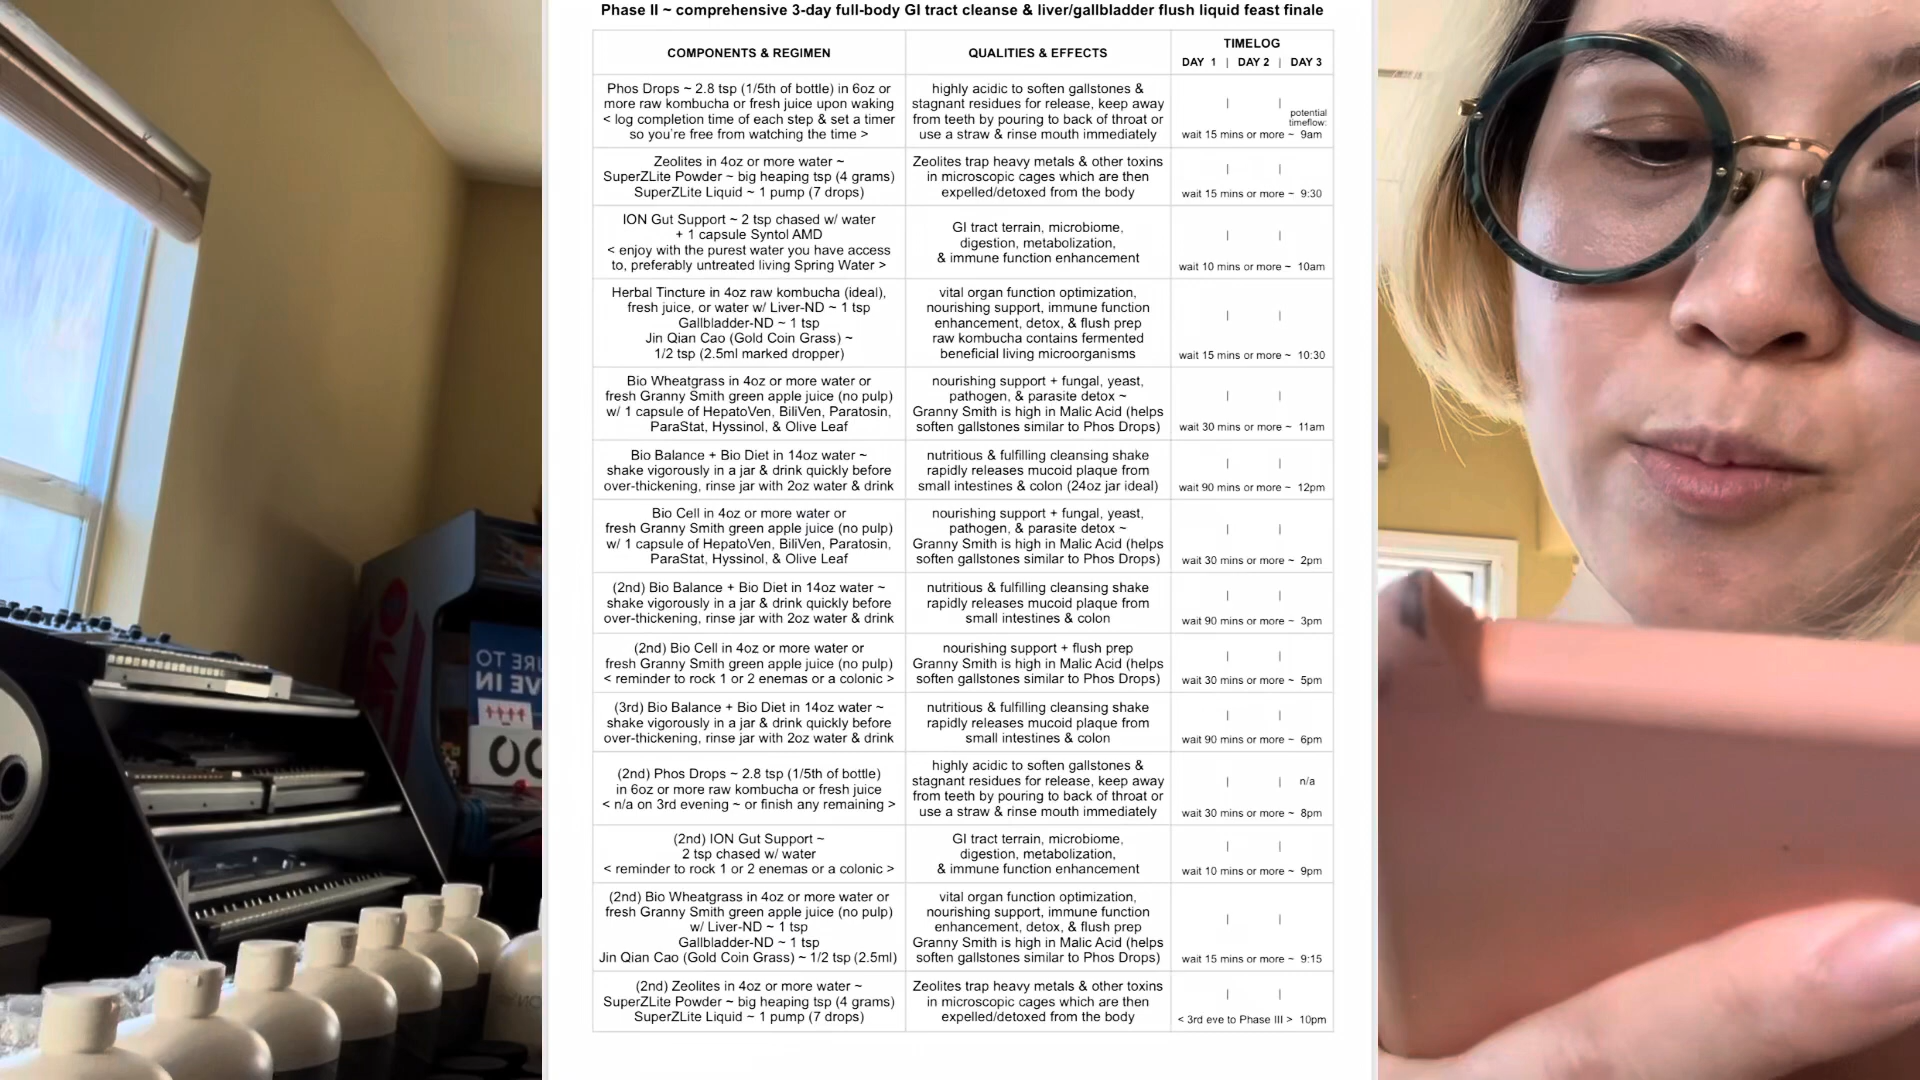 Phase II ~ comprehensive 3-day full-body GI tract cleanse & liver/gallbladder flush liquid feast finale
COMPONENTS & REGIMEN
QUALITIES & EFFECTS
TIMELOG
DAY 1 | DAY 2 | DAY 3
Phos Drops ~ 2.8 tsp (1/5th of bottle) in 6oz or
more raw kombucha or fresh juice upon waking
< log completion time of each step & set a timer
so you're free from watching the time >
highly acidic to soften gallstones &
stagnant residues for release, keep away
from teeth by pouring to back of throat or
use a straw & rinse mouth immediately
| |
potential
timeflow:
wait 15 mins or more ~ 9am
Zeolites in 4oz or more water ~
SuperZLite Powder ~ big heaping tsp (4 grams)
SuperZLite Liquid ~ 1 pump (7 drops)
Zeolites trap heavy metals & other toxins
in microscopic cages which are then
expelled/detoxed from the body
| |
wait 15 mins or more ~ 9:30
ION Gut Support ~ 2 tsp chased w/ water
+ 1 capsule Syntol AMD
< enjoy with the purest water you have access
to, preferably untreated living Spring Water >
GI tract terrain, microbiome,
digestion, metabolization,
& immune function enhancement
| |
wait 10 mins or more ~ 10am
Herbal Tincture in 4oz raw kombucha (ideal),
fresh juice, or water w/ Liver-ND ~ 1 tsp
Gallbladder-ND ~ 1 tsp
Jin Qian Cao (Gold Coin Grass) ~
1/2 tsp (2.5ml marked dropper)
vital organ function optimization,
nourishing support, immune function
enhancement, detox, & flush prep
raw kombucha contains fermented
beneficial living microorganisms
| |
wait 15 mins or more ~ 10:30
Bio Wheatgrass in 4oz or more water or
fresh Granny Smith green apple juice (no pulp)
w/ 1 capsule of HepatoVen, BiliVen, Paratosin,
ParaStat, Hyssinol, & Olive Leaf
nourishing support + fungal, yeast,
pathogen, & parasite detox ~
Granny Smith is high in Malic Acid (helps
soften gallstones similar to Phos Drops)
| |
wait 30 mins or more ~ 11am
Bio Balance + Bio Diet in 14oz water ~
shake vigorously in a jar & drink quickly before
over-thickening, rinse jar with 2oz water & drink
nutritious & fulfilling cleansing shake
rapidly releases mucoid plaque from
small intestines & colon (24oz jar ideal)
| |
wait 90 mins or more ~ 12pm
Bio Cell in 4oz or more water or
fresh Granny Smith green apple juice (no pulp)
w/ 1 capsule of HepatoVen, BiliVen, Paratosin,
ParaStat, Hyssinol, & Olive Leaf
nourishing support + fungal, yeast,
pathogen, & parasite detox ~
Granny Smith is high in Malic Acid (helps
soften gallstones similar to Phos Drops)
| |
wait 30 mins or more ~ 2pm
(2nd) Bio Balance + Bio Diet in 14oz water ~
shake vigorously in a jar & drink quickly before
over-thickening, rinse jar with 2oz water & drink
nutritious & fulfilling cleansing shake
rapidly releases mucoid plaque from
small intestines & colon
| |
wait 90 mins or more ~ 3pm
(2nd) Bio Cell in 4oz or more water or
fresh Granny Smith green apple juice (no pulp)
< reminder to rock 1 or 2 enemas or a colonic >
nourishing support + flush prep
Granny Smith is high in Malic Acid (helps
soften gallstones similar to Phos Drops)
| |
wait 30 mins or more ~ 5pm
(3rd) Bio Balance + Bio Diet in 14oz water ~
shake vigorously in a jar & drink quickly before
over-thickening, rinse jar with 2oz water & drink
nutritious & fulfilling cleansing shake
rapidly releases mucoid plaque from
small intestines & colon
| |
wait 90 mins or more ~ 6pm
(2nd) Phos Drops ~ 2.8 tsp (1/5th of bottle)
in 6oz or more raw kombucha or fresh juice
< n/a on 3rd evening ~ or finish any remaining >
highly acidic to soften gallstones &
stagnant residues for release, keep away
from teeth by pouring to back of throat or
use a straw & rinse mouth immediately
| | n/a
wait 30 mins or more ~ 8pm
(2nd) ION Gut Support ~
2 tsp chased w/ water
< reminder to rock 1 or 2 enemas or a colonic >
GI tract terrain, microbiome,
digestion, metabolization,
& immune function enhancement
| |
wait 10 mins or more ~ 9pm
(2nd) Bio Wheatgrass in 4oz or more water or
fresh Granny Smith green apple juice (no pulp)
w/ Liver-ND ~ 1 tsp
Gallbladder-ND ~ 1 tsp
Jin Qian Cao (Gold Coin Grass) ~ 1/2 tsp (2.5ml)
vital organ function optimization,
nourishing support, immune function
enhancement, detox, & flush prep
Granny Smith is high in Malic Acid (helps
soften gallstones similar to Phos Drops)
| |
wait 15 mins or more ~ 9:15
(2nd) Zeolites in 4oz or more water ~
SuperZLite Powder ~ big heaping tsp (4 grams)
SuperZLite Liquid ~ 1 pump (7 drops)
Zeolites trap heavy metals & other toxins
in microscopic cages which are then
expelled/detoxed from the body
| |
< 3rd eve to Phase III > 10pm